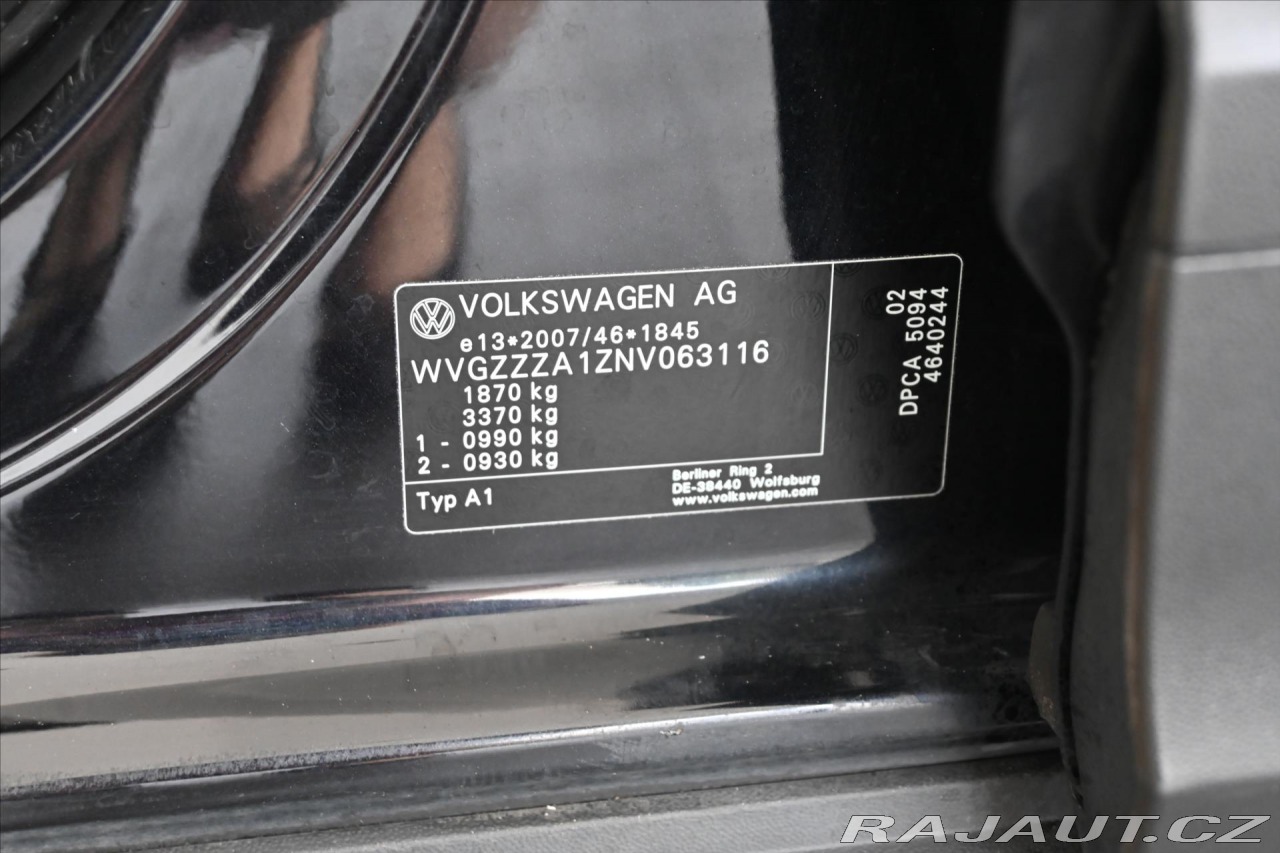 VOLKSWAGEN AG
e13*2007/46*1845
WVGZZZA1ZNV063116
1870 kg
3370 kg
1 - 0990 kg
2 - 0930 kg
Typ A1
Berliner Ring 2
DE-38440 Wolfsburg
www.volkswagen.com
02
DPCA 5094
4640244
RAJAUT.CZ